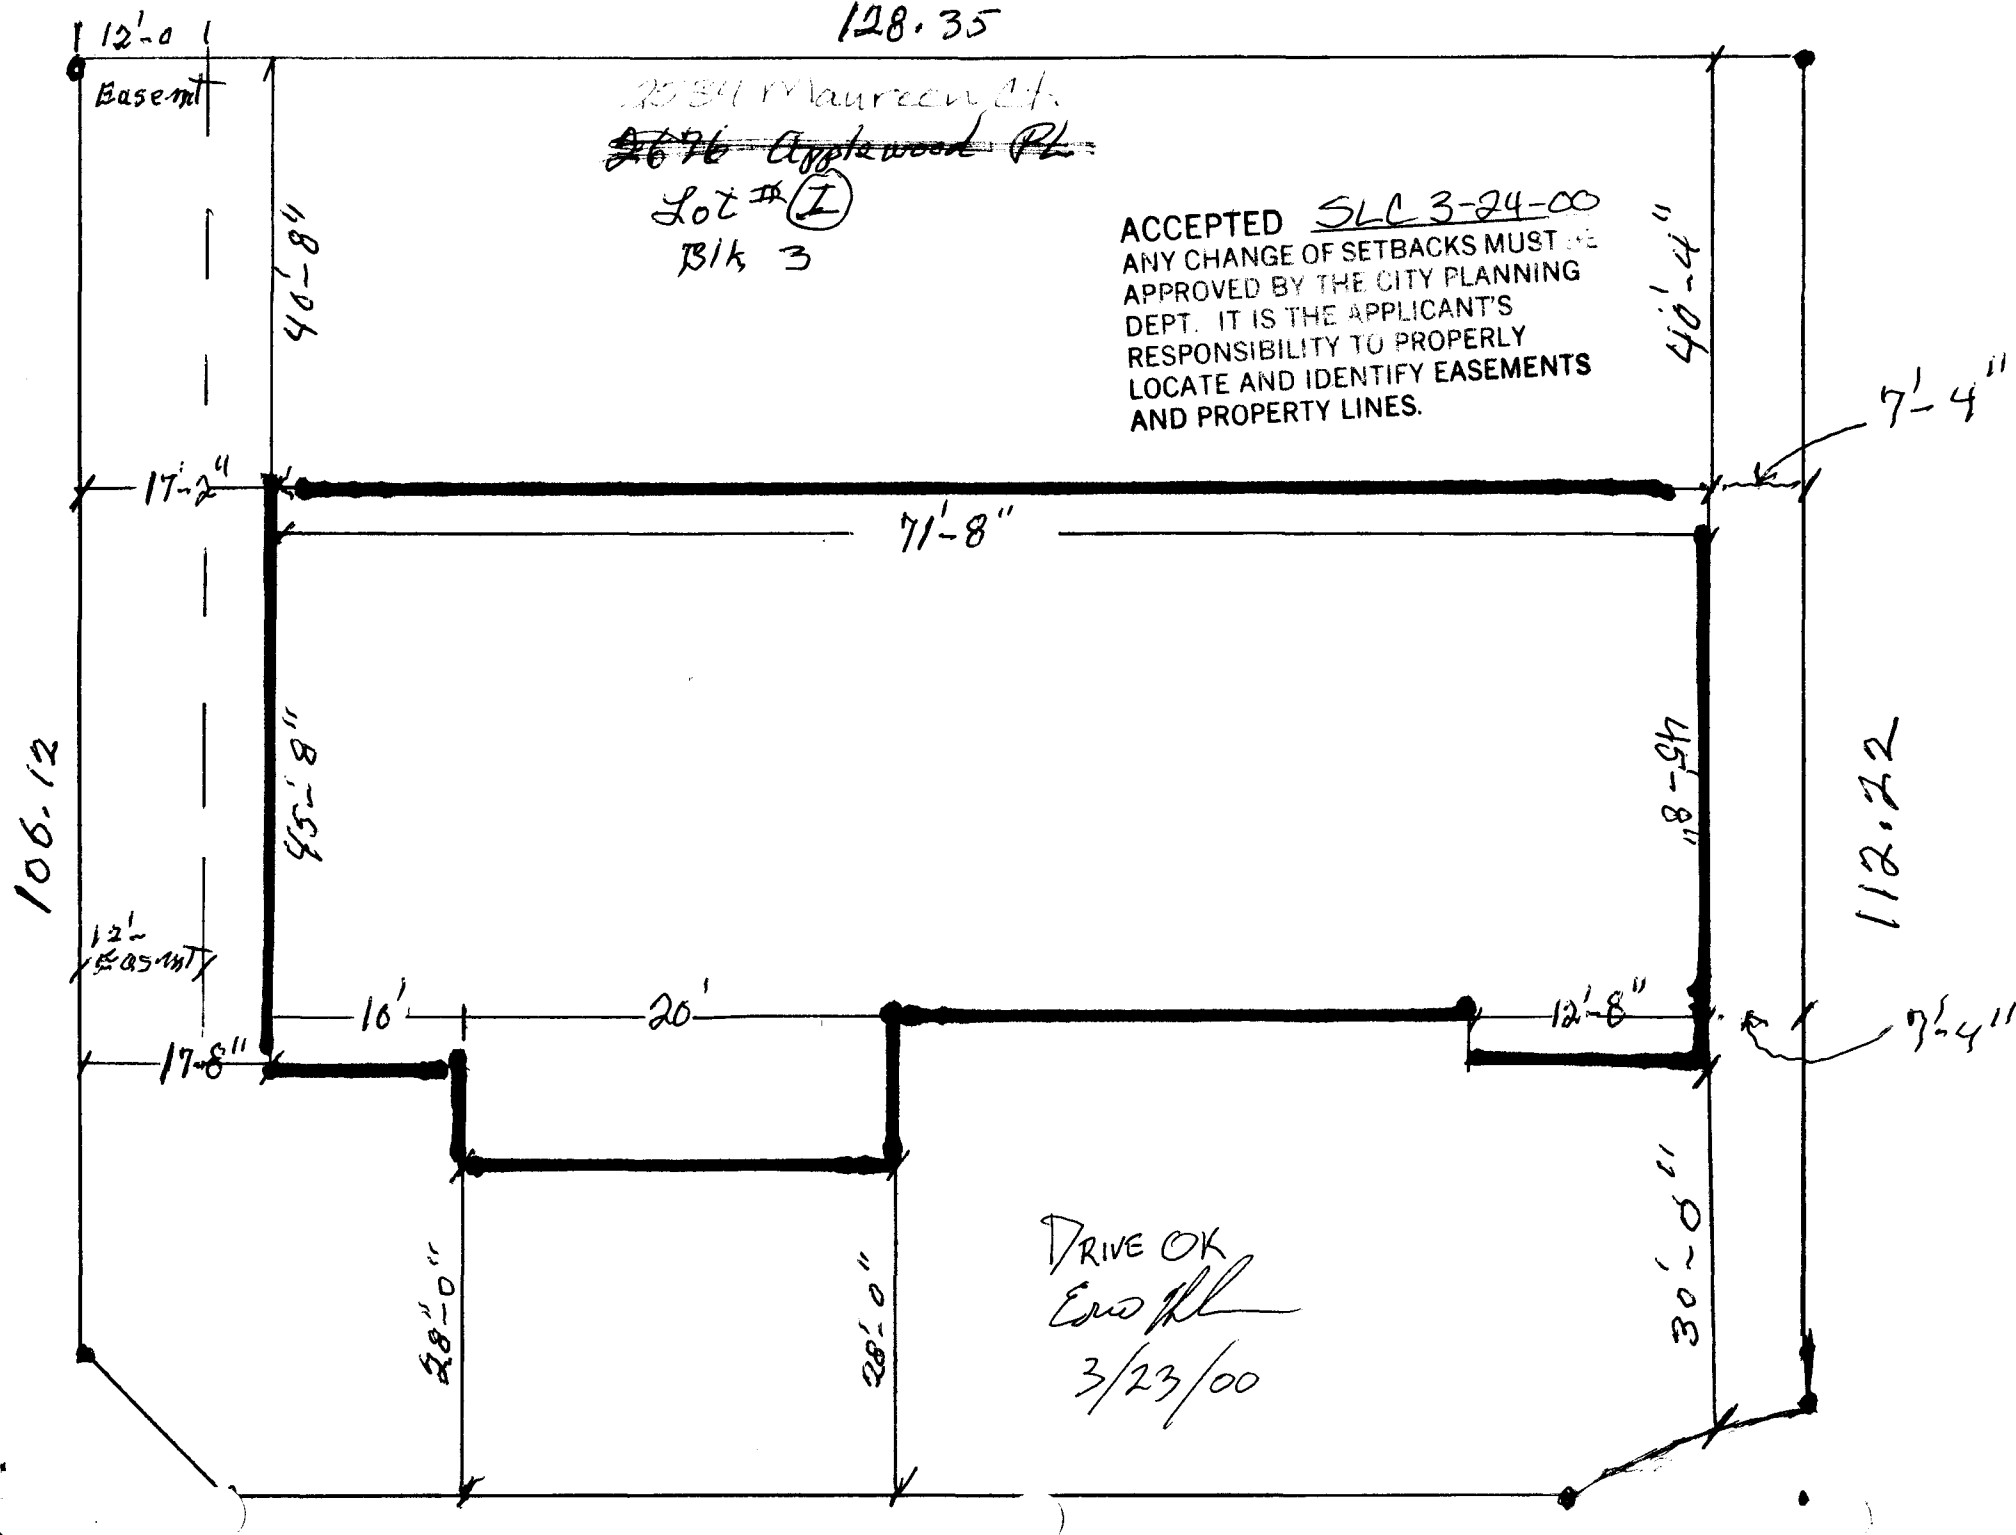 12'-0
128.35
Easemt
2684 Maureen Ct.
2676 Applewood PL.
Lot # I
Blk 3
ACCEPTED SLC 3-24-00
ANY CHANGE OF SETBACKS MUST BE
APPROVED BY THE CITY PLANNING
DEPT. IT IS THE APPLICANT'S
RESPONSIBILITY TO PROPERLY
LOCATE AND IDENTIFY EASEMENTS
AND PROPERTY LINES.
40'-8"
40'-4"
7'-4"
17'-2"
71'-8"
106.12
45'-8"
45'-8"
112.22
12'-
Easmt
10'
20'
12'-8"
7'-4"
17-8"
28"-0"
28'-0"
30'-0"
DRIVE OK
3/23/00